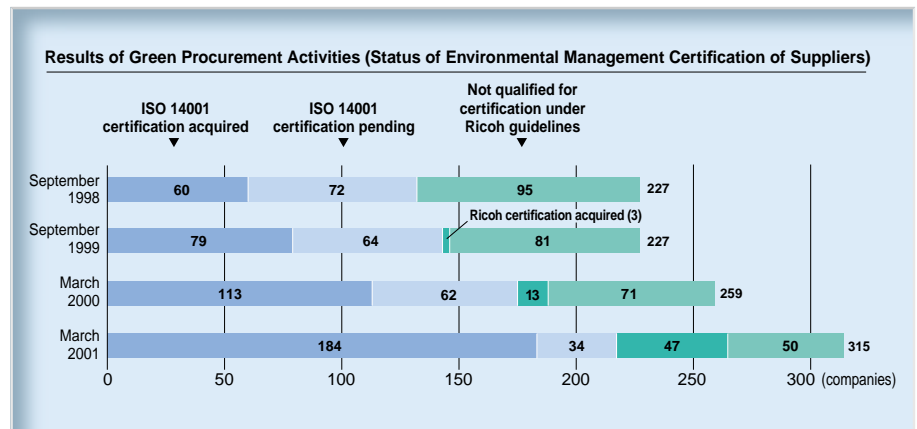 Results of Green Procurement Activities (Status of Environmental Management Certification of Suppliers)
ISO 14001
certification acquired
ISO 14001
certification pending
Not qualified for
certification under
Ricoh guidelines
September
1998
60 72 95 227
Ricoh certification acquired (3)
September
1999
79 64 81 227
March
2000
113 62 13 71 259
March
2001
184 34 47 50 315
0 50 100 150 200 250 300 (companies)